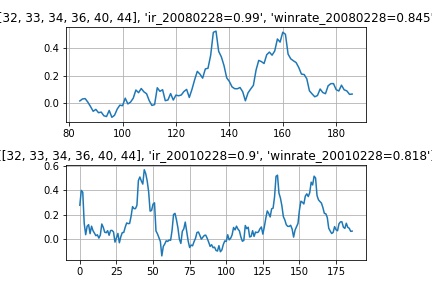 [32, 33, 34, 36, 40, 44], 'ir_20080228=0.99', 'winrate_20080228=0.845'
0.4
0.2
0.0
80 100 120 140 160 180
[[32, 33, 34, 36, 40, 44], 'ir_20010228=0.9', 'winrate_20010228=0.818']
0.6
0.4
0.2
0.0
0 25 50 75 100 125 150 175